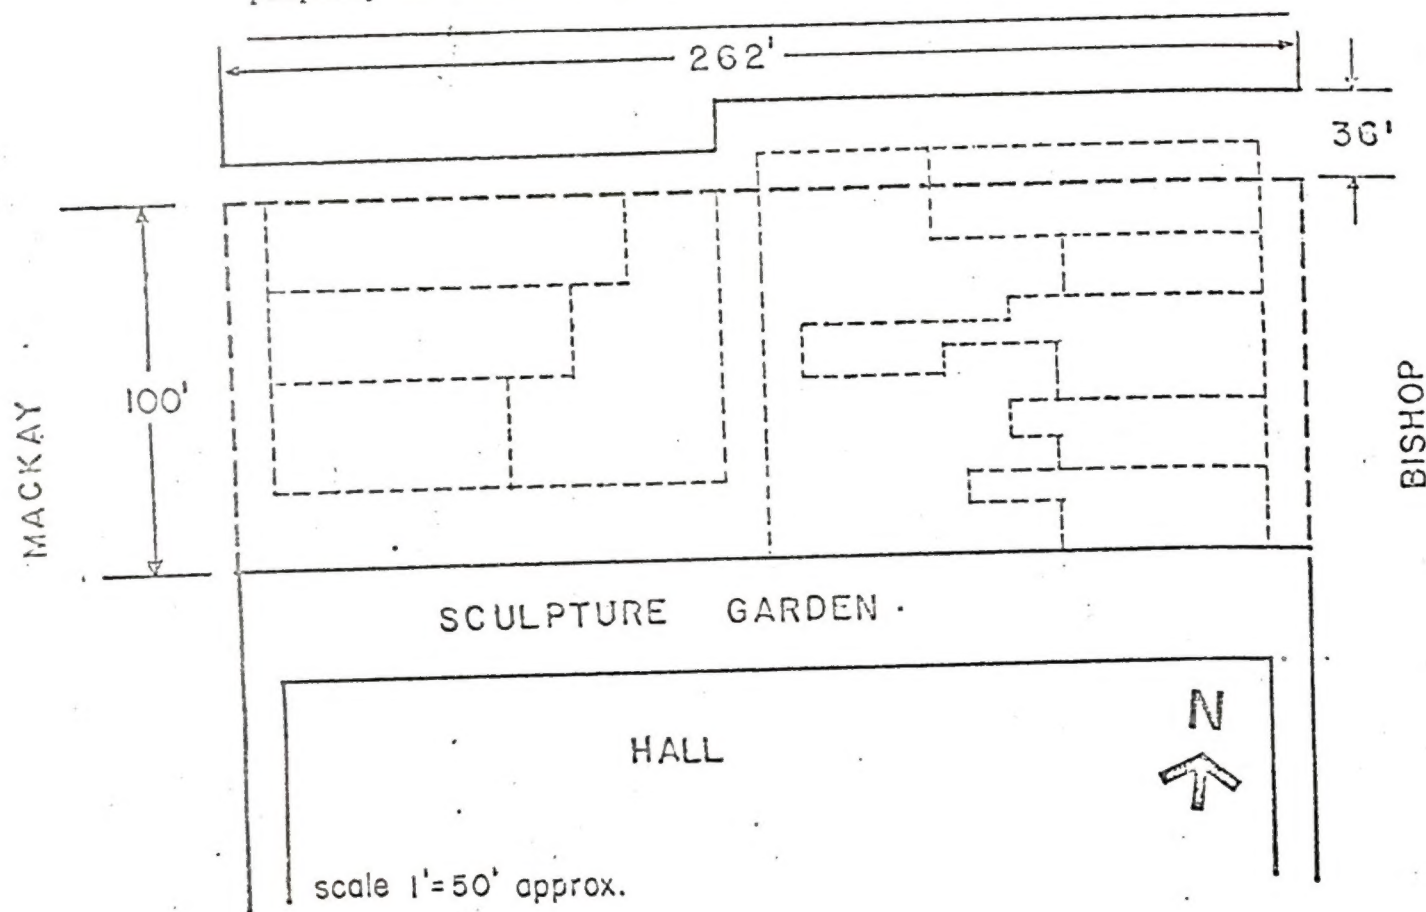 262'
36'
100'
MACKAY
BISHOP
SCULPTURE GARDEN
N
HALL
scale 1'=50' approx.